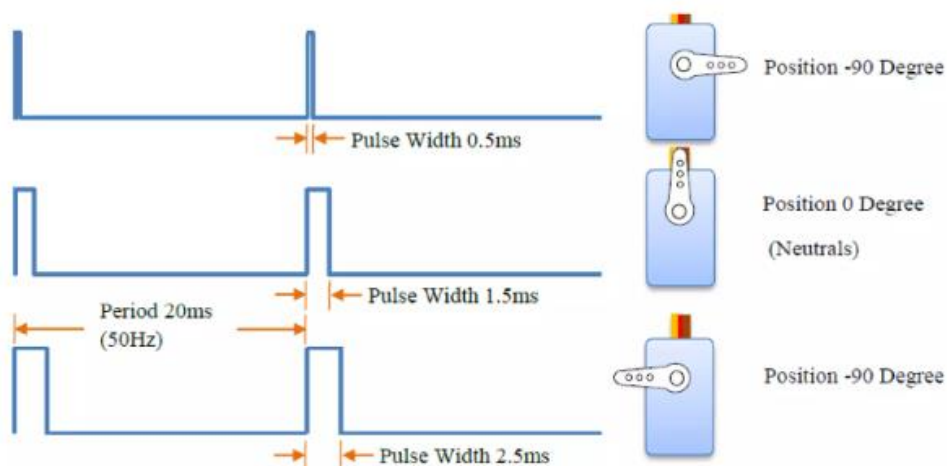 Position -90 Degree
Pulse Width 0.5ms
Position 0 Degree
(Neutrals)
Pulse Width 1.5ms
Period 20ms
(50Hz)
Position -90 Degree
Pulse Width 2.5ms